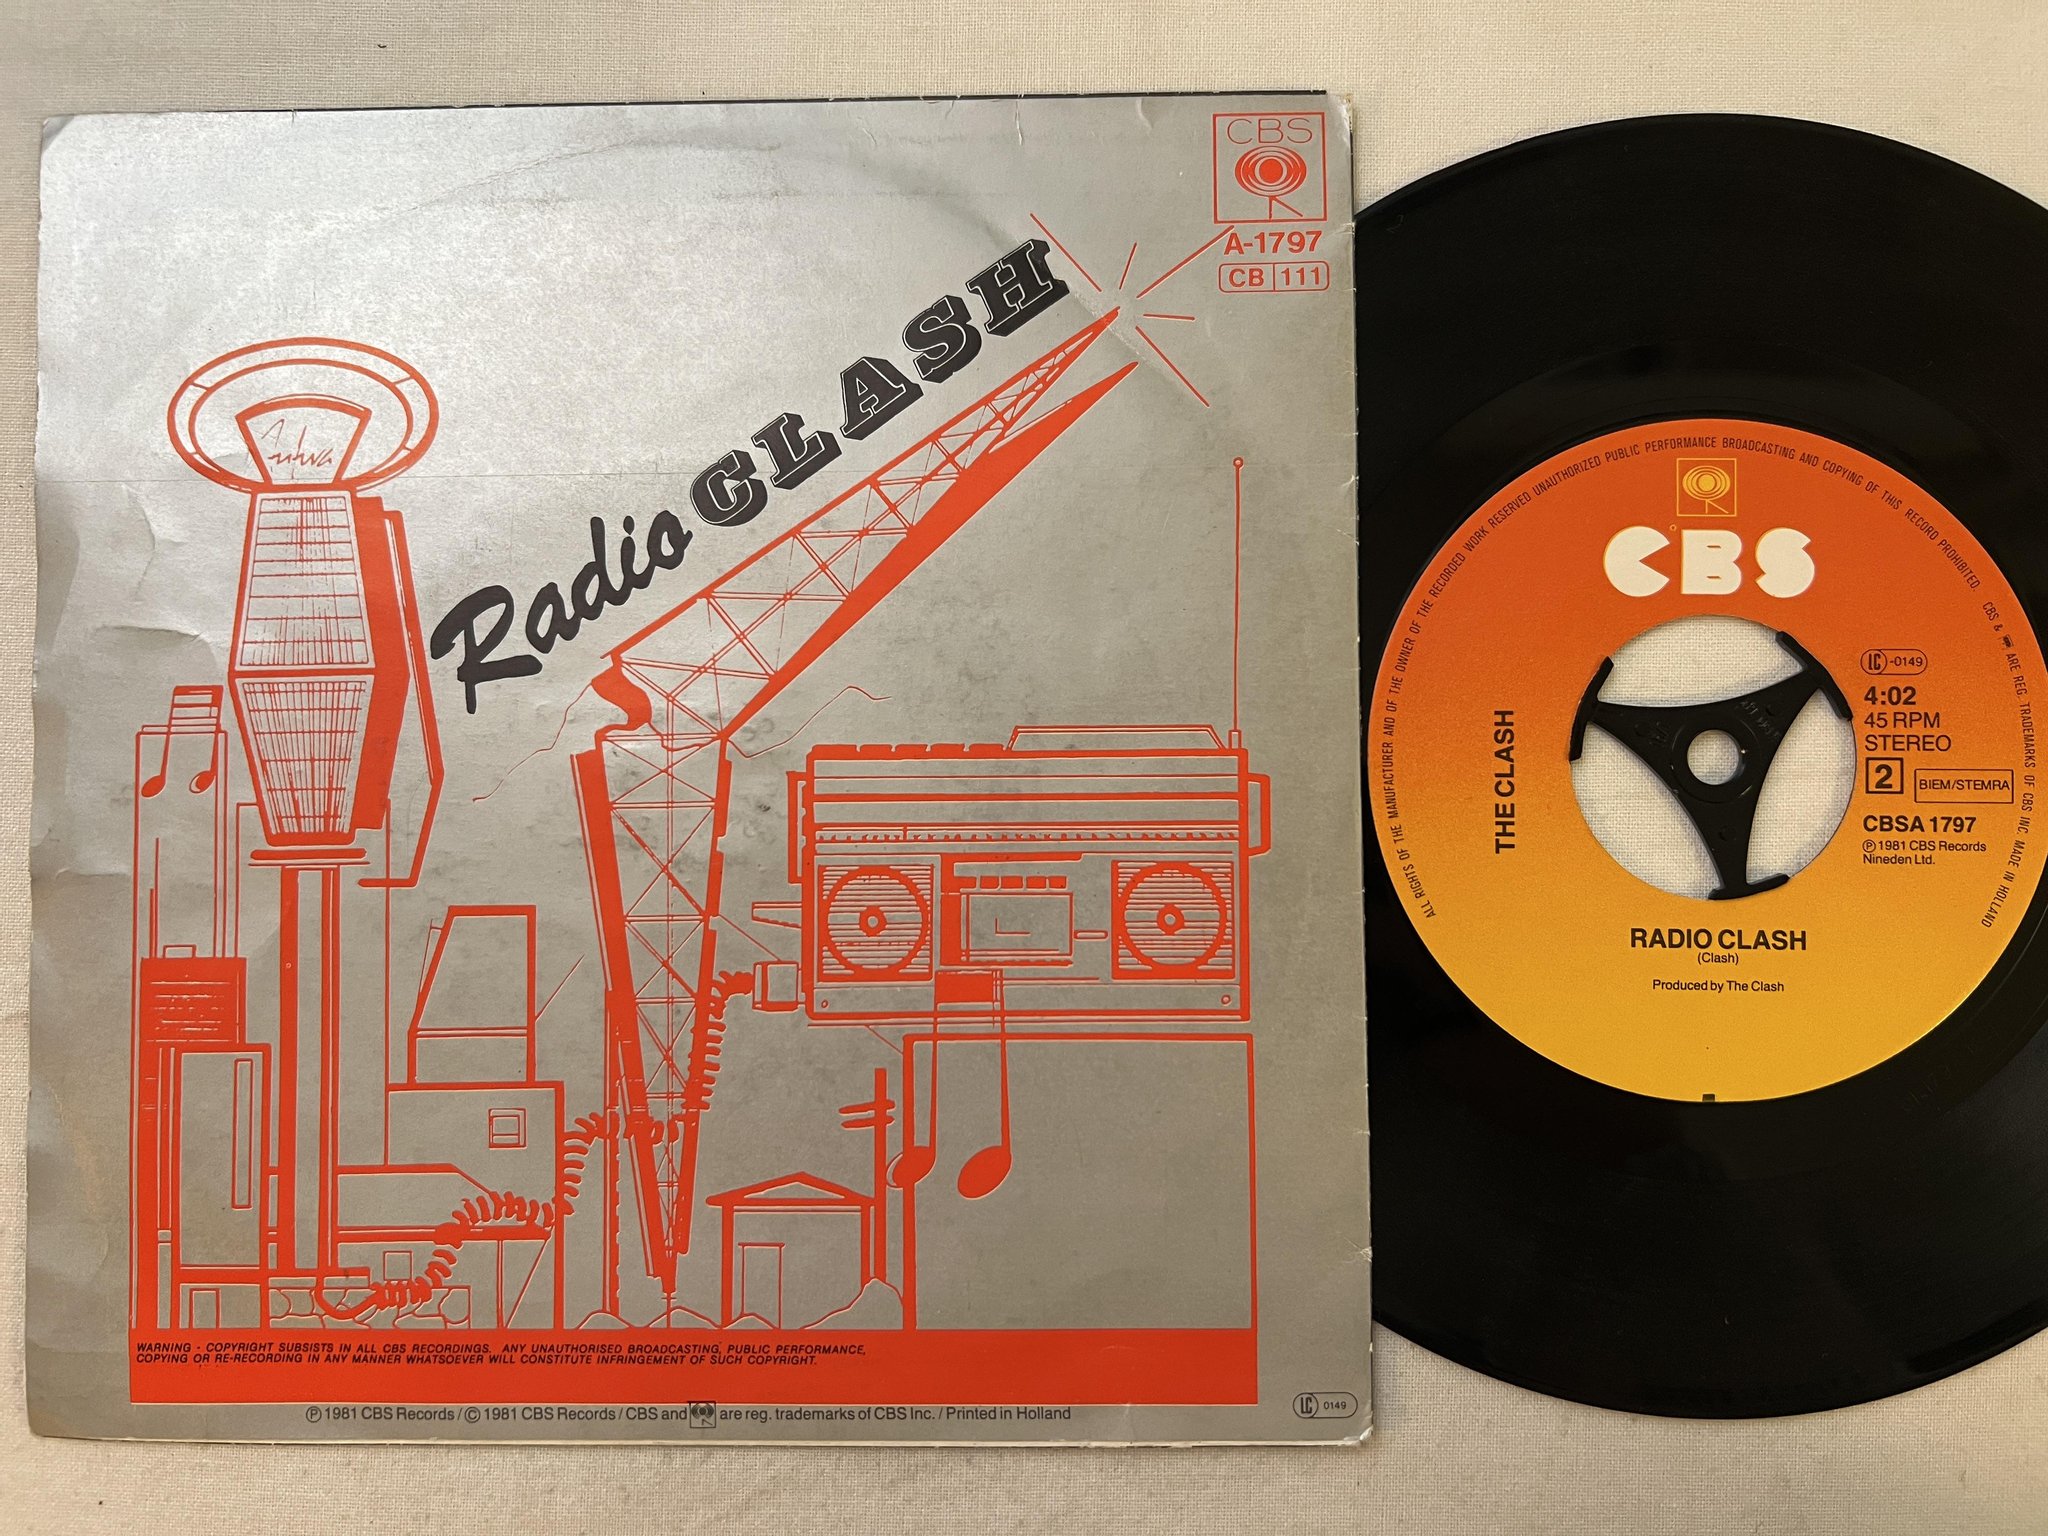 CBS
A-1797
CB 111
Radio CLASH
WARNING - COPYRIGHT SUBSISTS IN ALL CBS RECORDINGS. ANY UNAUTHORISED BROADCASTING, PUBLIC PERFORMANCE,
COPYING OR RE-RECORDING IN ANY MANNER WHATSOEVER WILL CONSTITUTE INFRINGEMENT OF SUCH COPYRIGHT.
Ⓟ 1981 CBS Records / © 1981 CBS Records / CBS and are reg. trademarks of CBS Inc. / Printed in Holland
LC 0149
ALL RIGHTS OF THE MANUFACTURER AND OF THE OWNER OF THE RECORDED WORK RESERVED UNAUTHORIZED PUBLIC PERFORMANCE BROADCASTING AND COPYING OF THIS RECORD PROHIBITED. CBS & ARE REG. TRADEMARKS OF CBS INC. MADE IN HOLLAND
CBS
LC -0149
4:02
45 RPM
STEREO
2 BIEM/STEMRA
CBSA 1797
Ⓟ 1981 CBS Records
Nineden Ltd.
THE CLASH
RADIO CLASH
(Clash)
Produced by The Clash